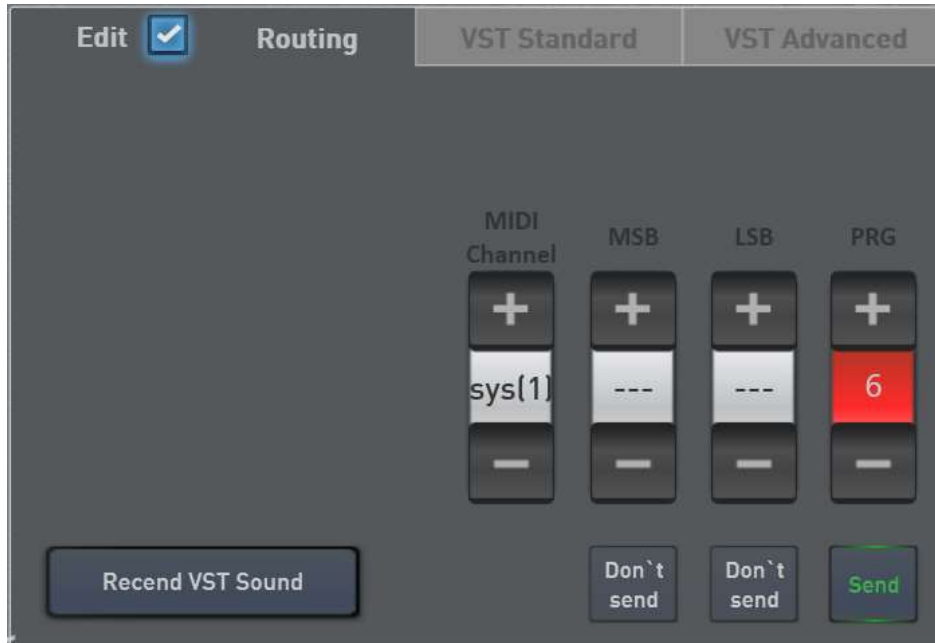 Edit Routing VST Standard VST Advanced
MIDI
Channel MSB LSB PRG
+ + + +
sys(1) --- --- 6
− − − −
Recend VST Sound
Don`t
send
Don`t
send
Send